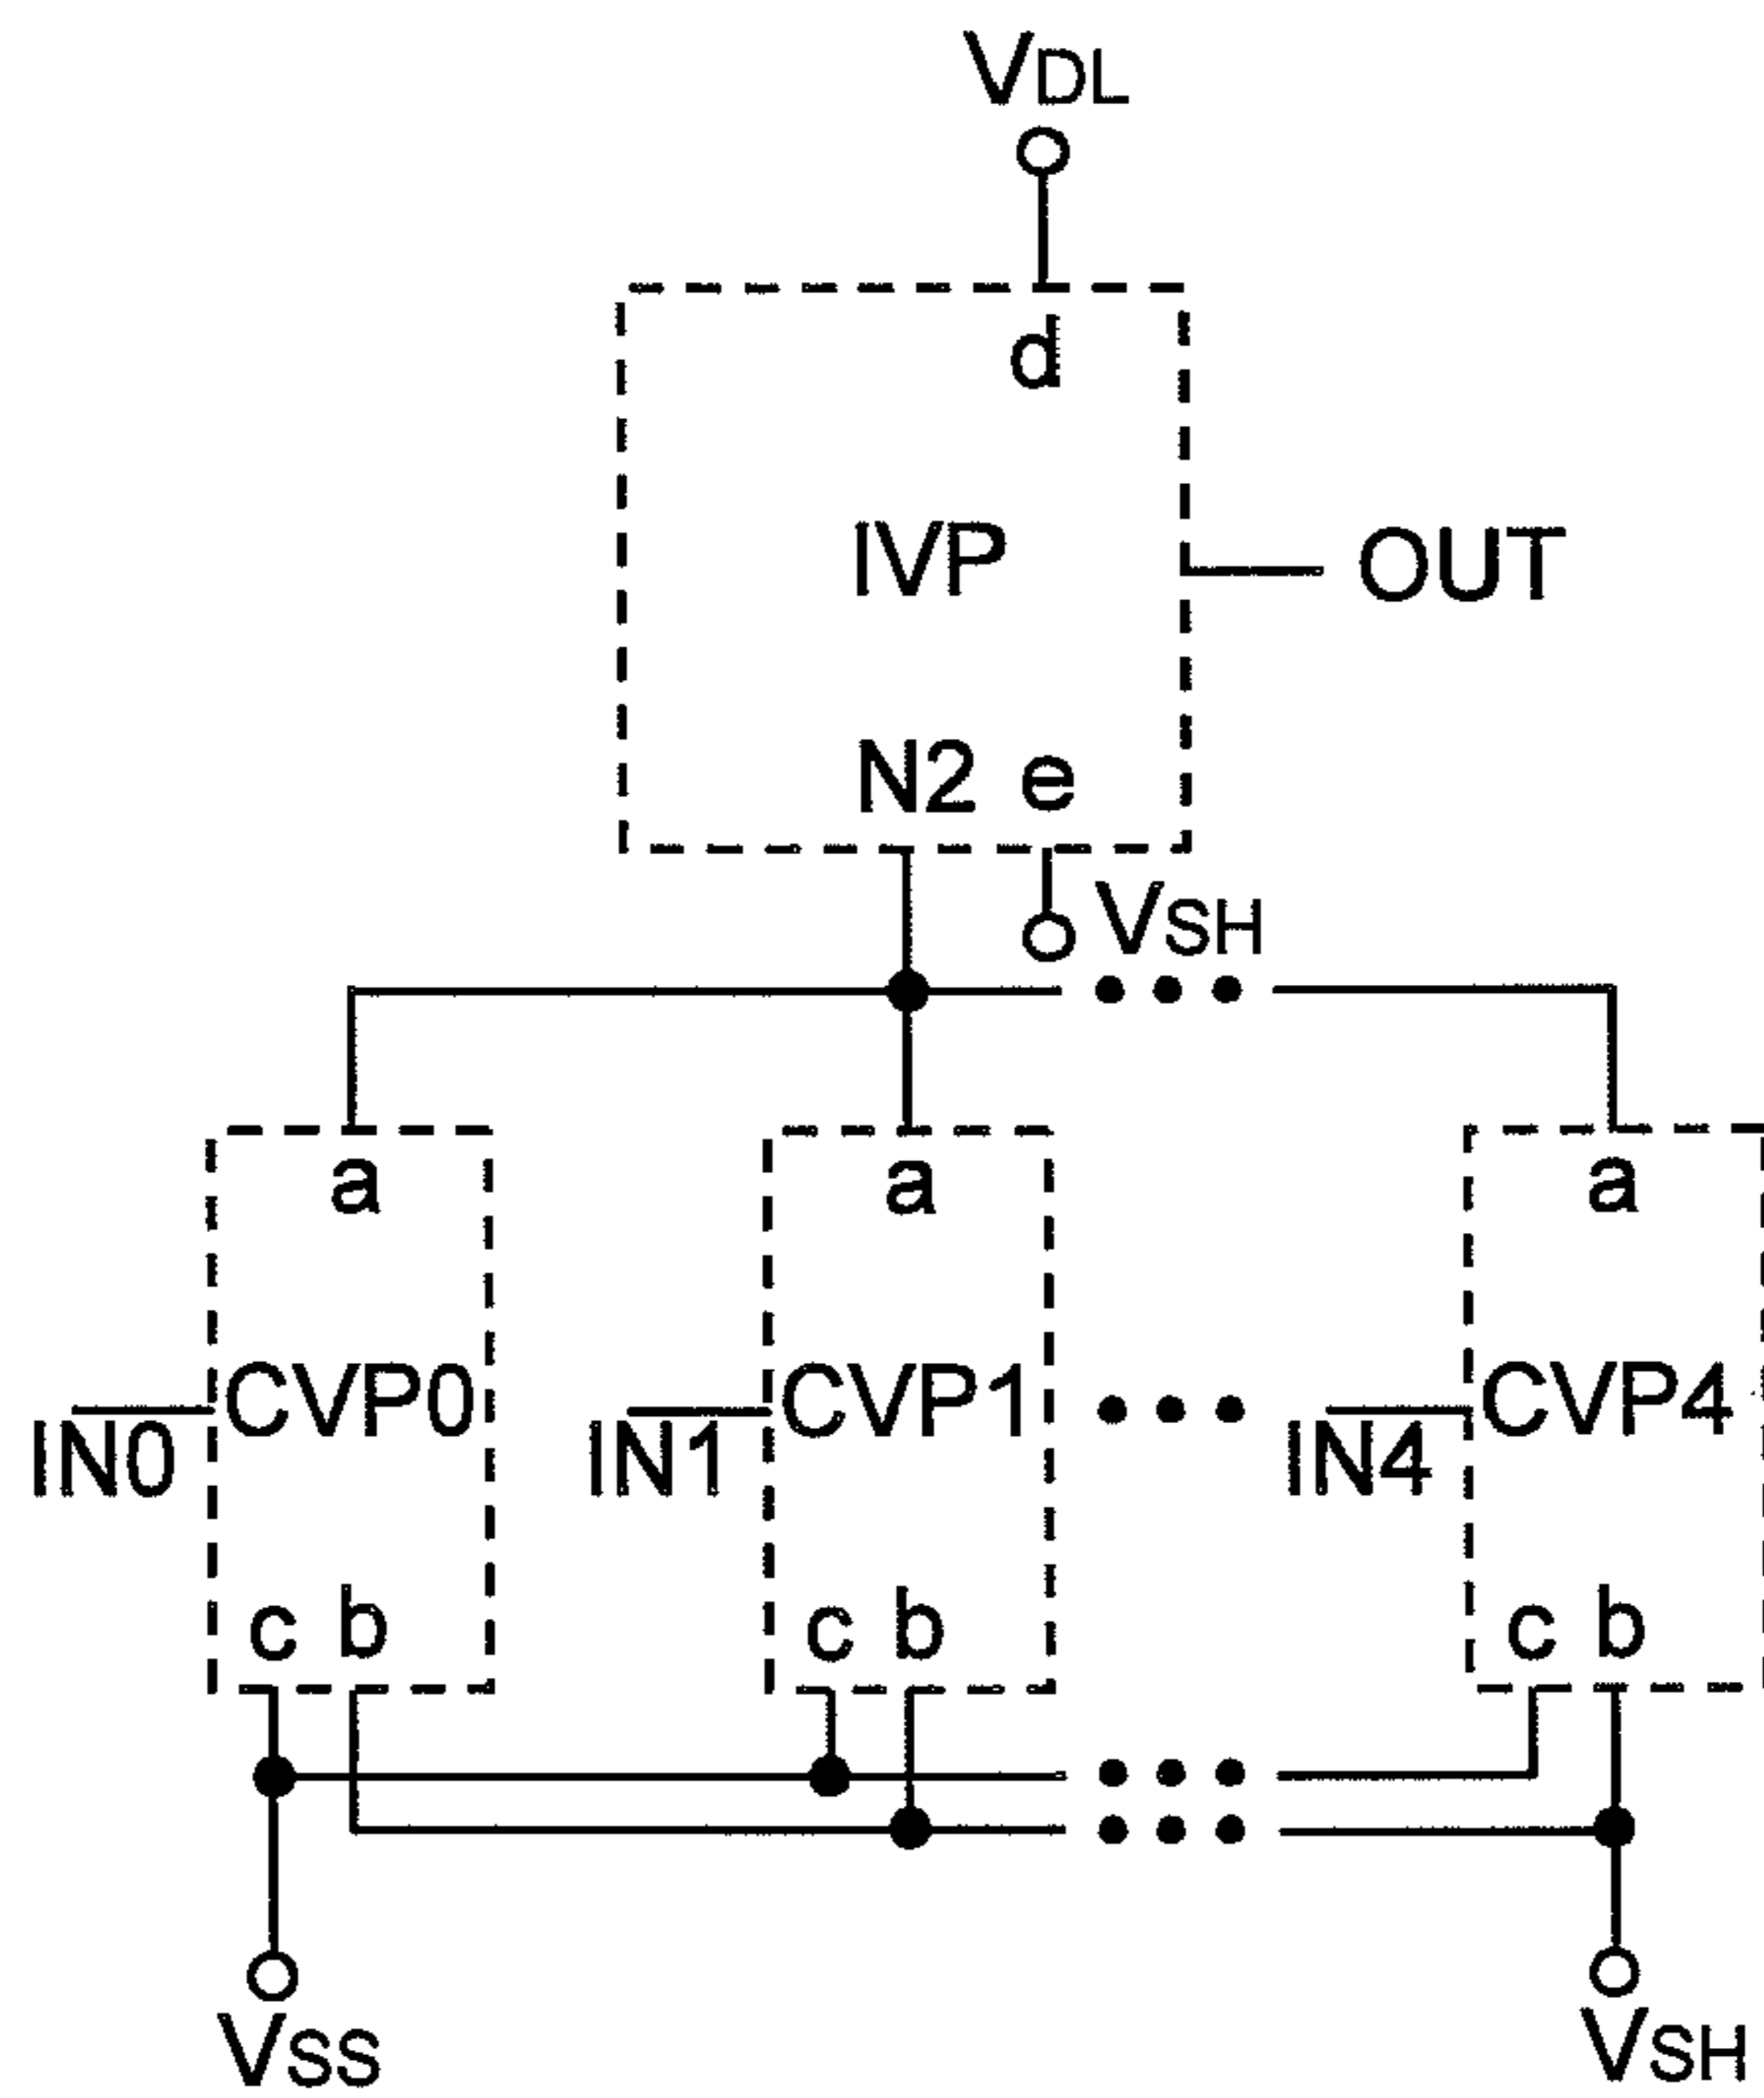 VDL
d
IVP
OUT
N2 e
VSH
a a a
CVP0 CVP1 CVP4
IN0 IN1 IN4
c b c b c b
VSS VSH